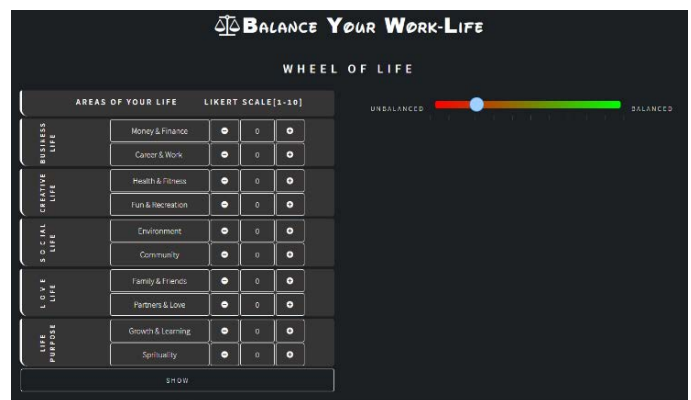 Balance Your Work-Life
WHEEL OF LIFE
AREAS OF YOUR LIFE LIKERT SCALE[1-10]
BUSINESS LIFE
Money & Finance 0
Career & Work 0
CREATIVE LIFE
Health & Fitness 0
Fun & Recreation 0
SOCIAL LIFE
Environment 0
Community 0
LOVE LIFE
Family & Friends 0
Partners & Love 0
LIFE PURPOSE
Growth & Learning 0
Sprituality 0
SHOW
UNBALANCED BALANCED